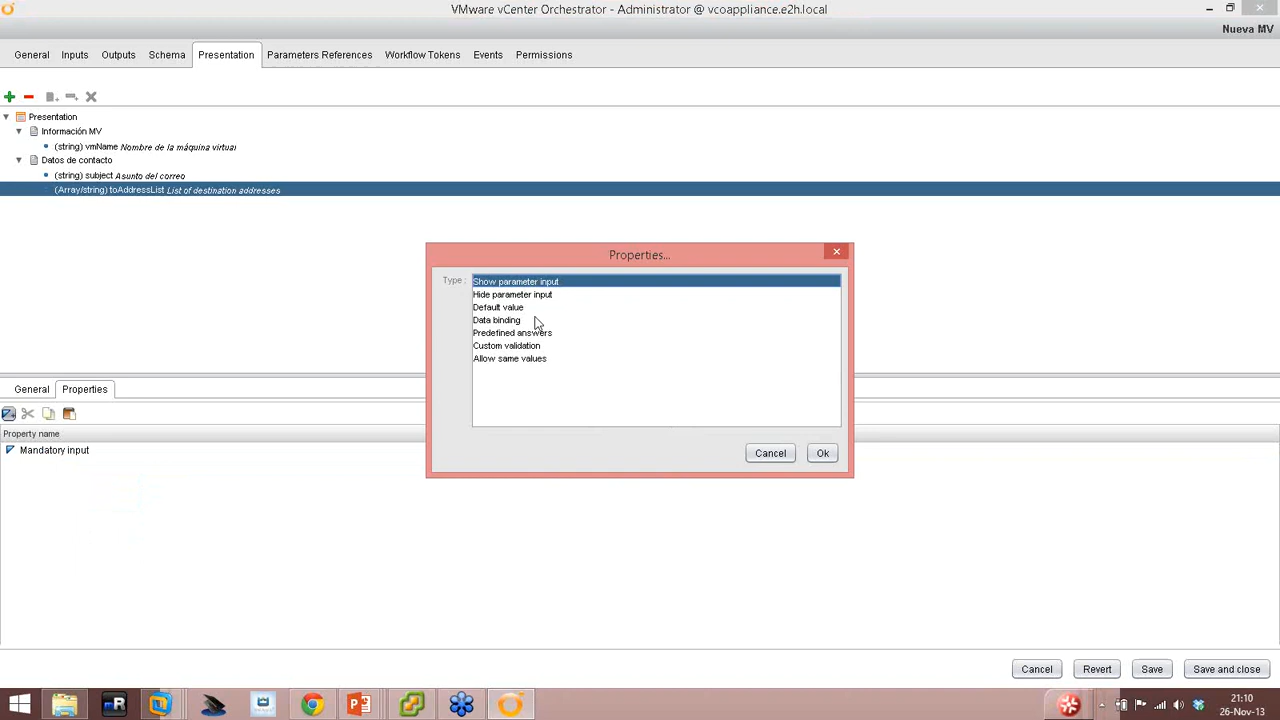 VMware vCenter Orchestrator - Administrator @ vcoappliance.e2h.local
Nueva MV
General Inputs Outputs Schema Presentation Parameters References Workflow Tokens Events Permissions
Presentation
Información MV
(string) vmName Nombre de la máquina virtual
Datos de contacto
(string) subject Asunto del correo
(Array/string) toAddressList List of destination addresses
Properties...
Type :
Show parameter input
Hide parameter input
Default value
Data binding
Predefined answers
Custom validation
Allow same values
Cancel Ok
General Properties
Property name
Mandatory input
Cancel Revert Save Save and close
21:10
26-Nov-13